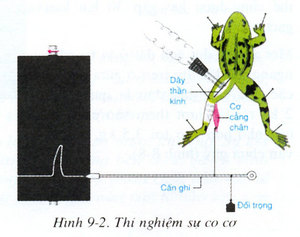 Dây
thần
kinh
Cơ
cẳng
chân
Cần ghi
Đối trọng
Hình 9-2. Thí nghiệm sự co cơ